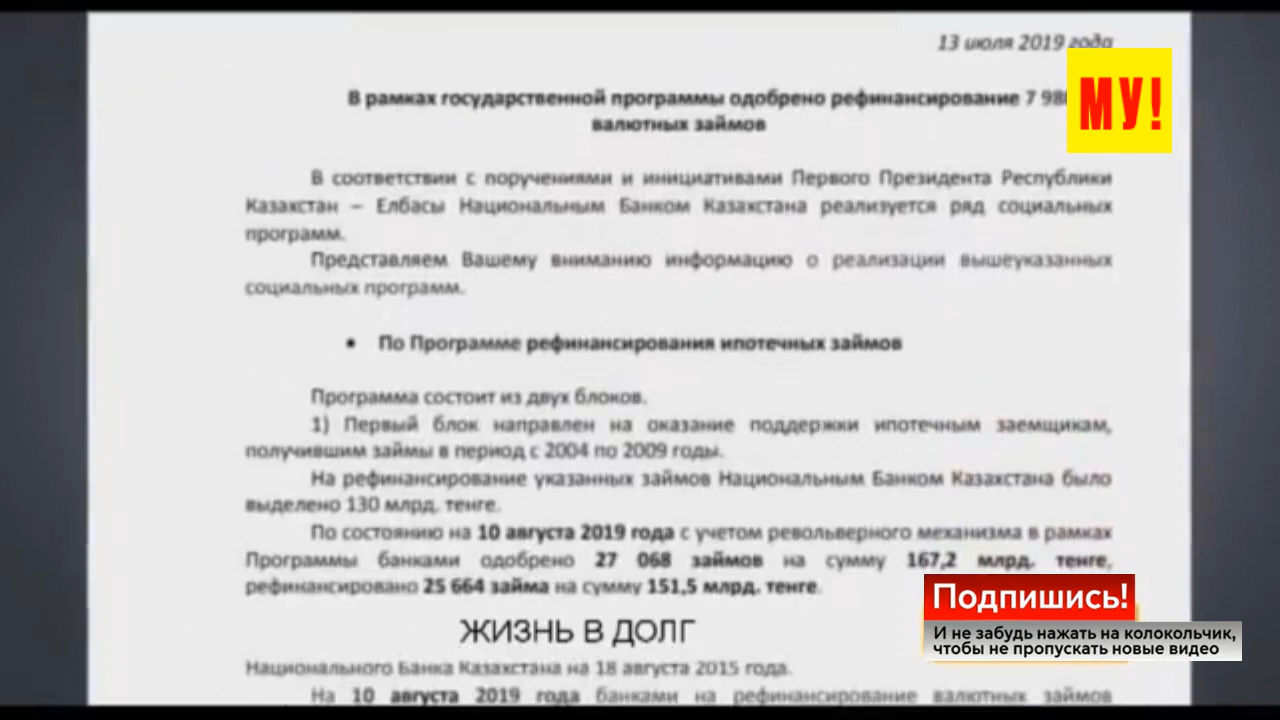 13 июля 2019 года
МУ!
В рамках государственной программы одобрено рефинансирование 7 98
валютных займов
В соответствии с поручениями и инициативами Первого Президента Республики
Казахстан – Елбасы Национальным Банком Казахстана реализуется ряд социальных
программ.
Представляем Вашему вниманию информацию о реализации вышеуказанных
социальных программ.
• По Программе рефинансирования ипотечных займов
Программа состоит из двух блоков.
1) Первый блок направлен на оказание поддержки ипотечным заемщикам,
получившим займы в период с 2004 по 2009 годы.
На рефинансирование указанных займов Национальным Банком Казахстана было
выделено 130 млрд. тенге.
По состоянию на 10 августа 2019 года с учетом револьверного механизма в рамках
Программы банками одобрено 27 068 займов на сумму 167,2 млрд. тенге,
рефинансировано 25 664 займа на сумму 151,5 млрд. тенге.
Подпишись!
И не забудь нажать на колокольчик,
чтобы не пропускать новые видео
ЖИЗНЬ В ДОЛГ
Национального Банка Казахстана на 18 августа 2015 года.
На 10 августа 2019 года банками на рефинансирование валютных займов